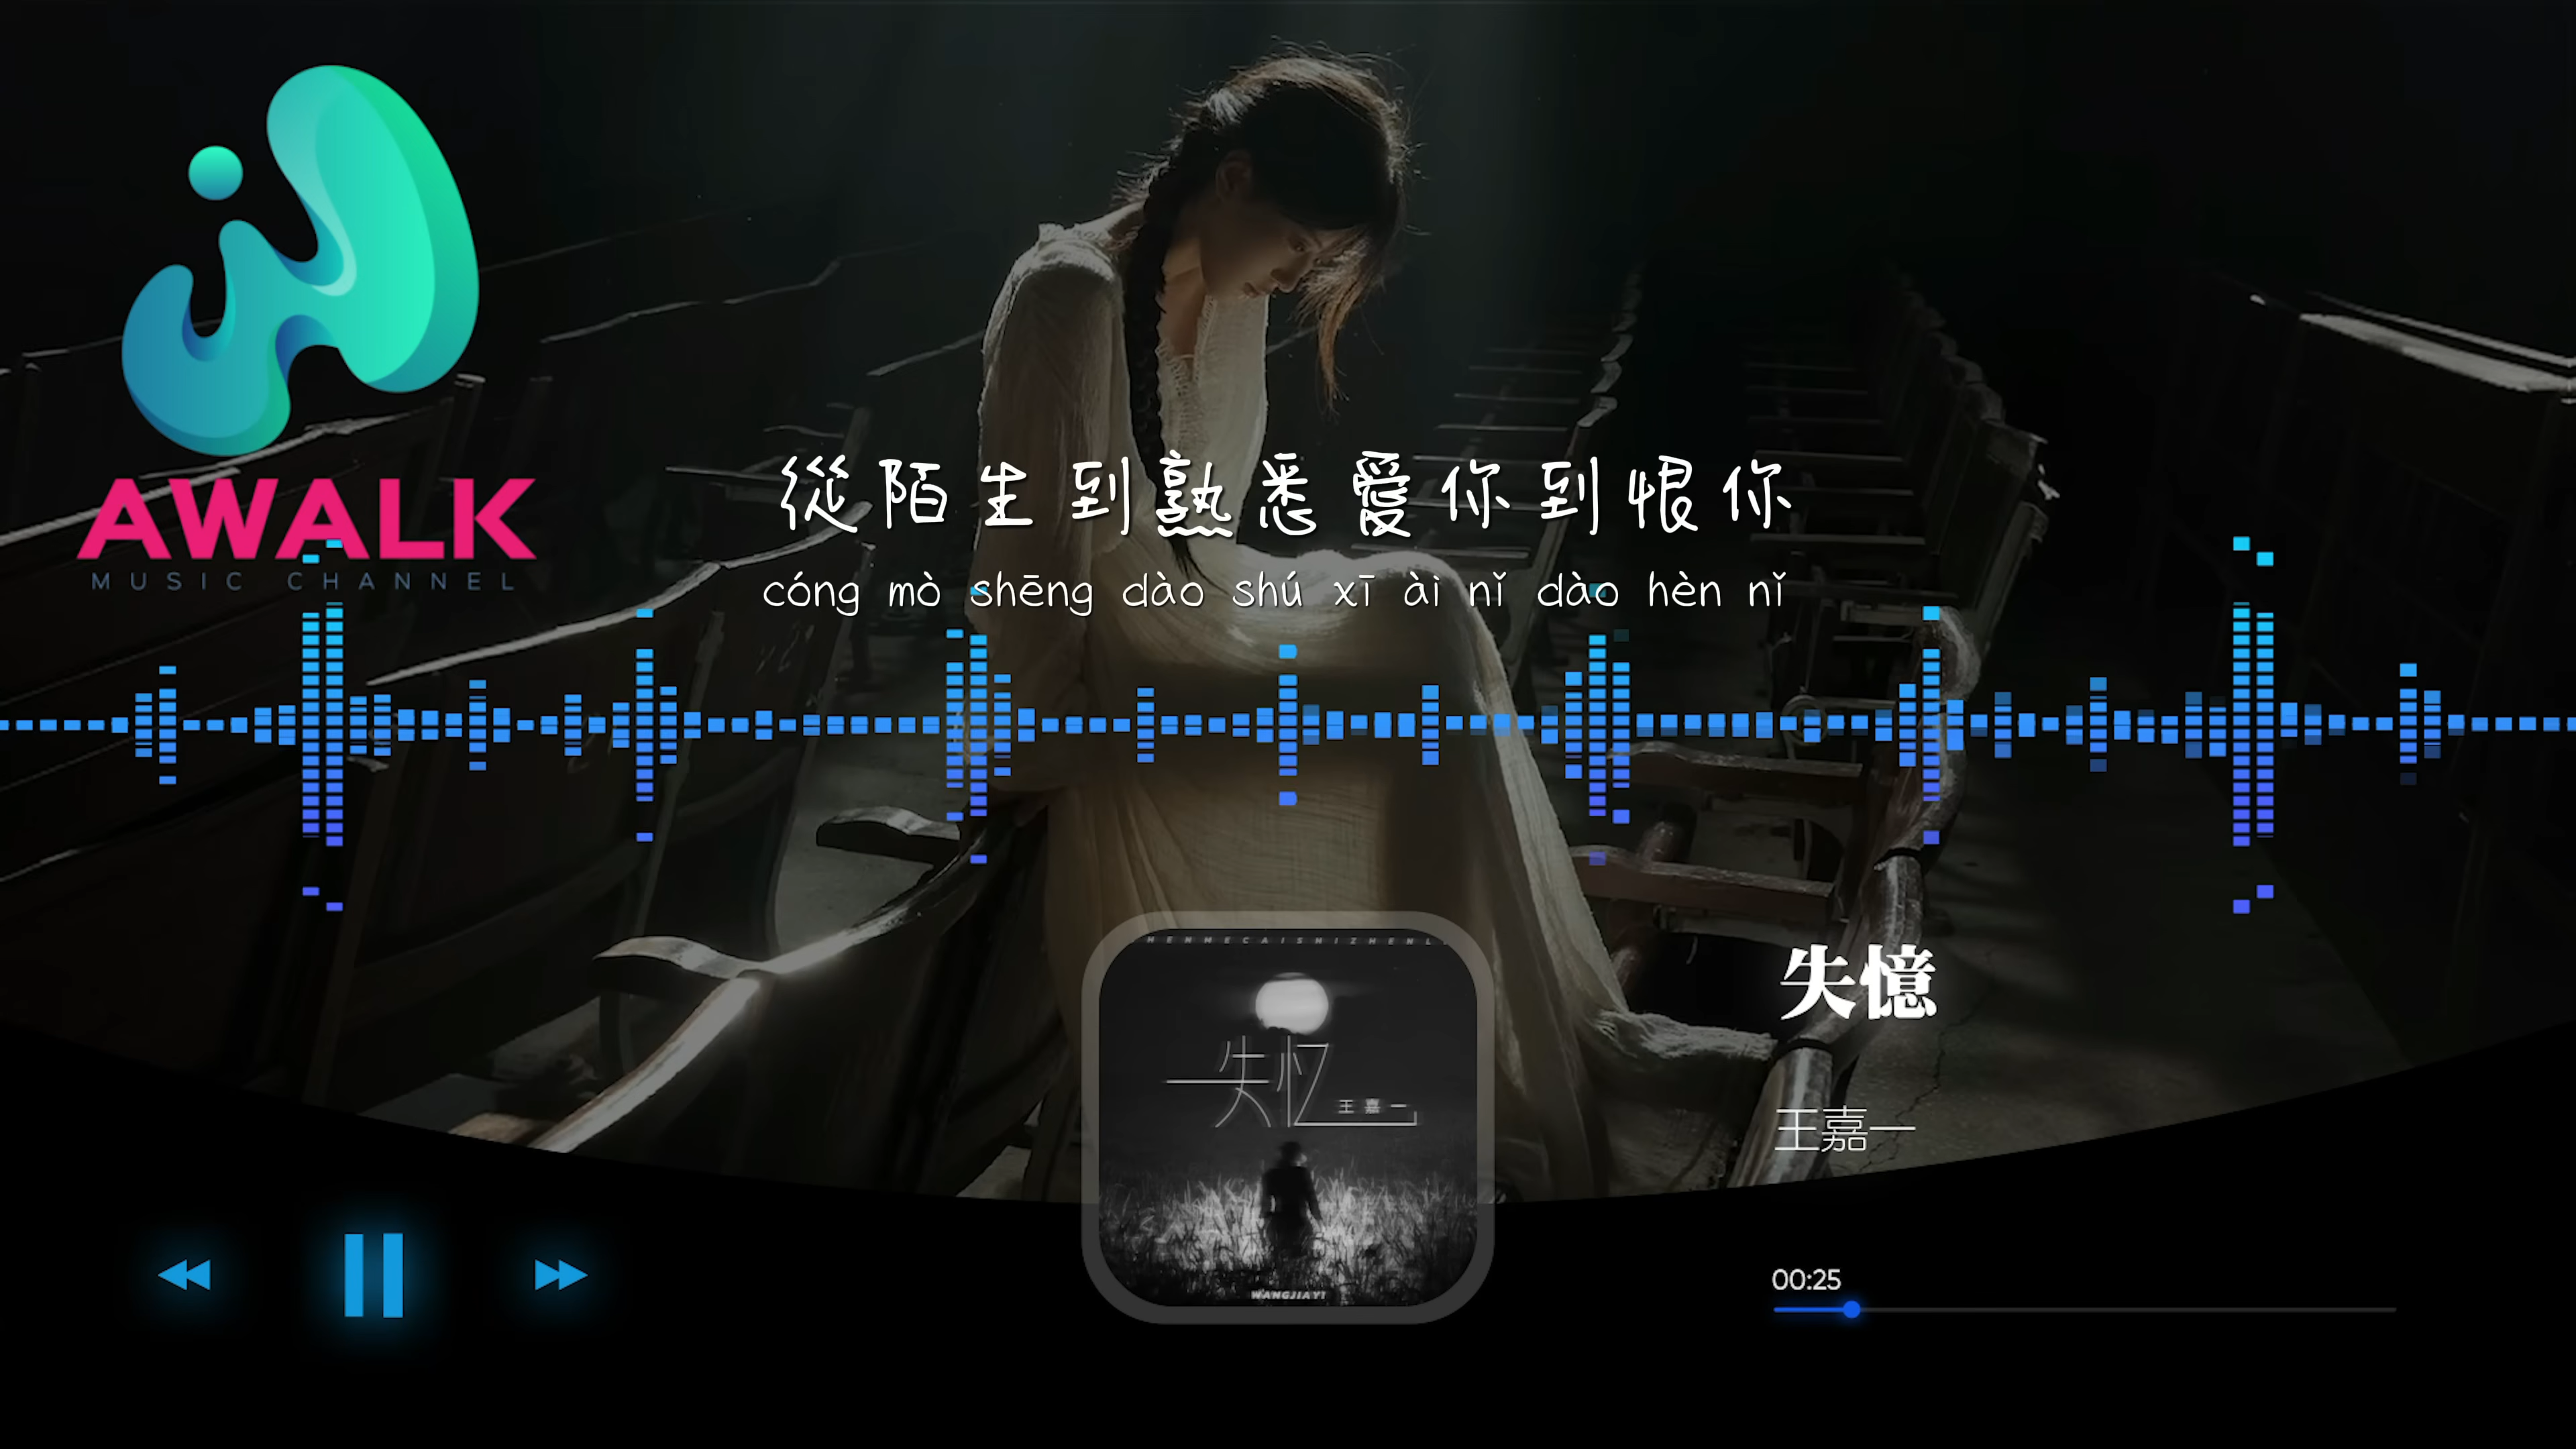 AWALK
MUSIC CHANNEL
從陌生到熟悉愛你到恨你
cóng mò shēng dào shú xī ài nǐ dào hèn nǐ
失憶
王嘉一
失忆
王嘉一
WANGJIAYI
00:25